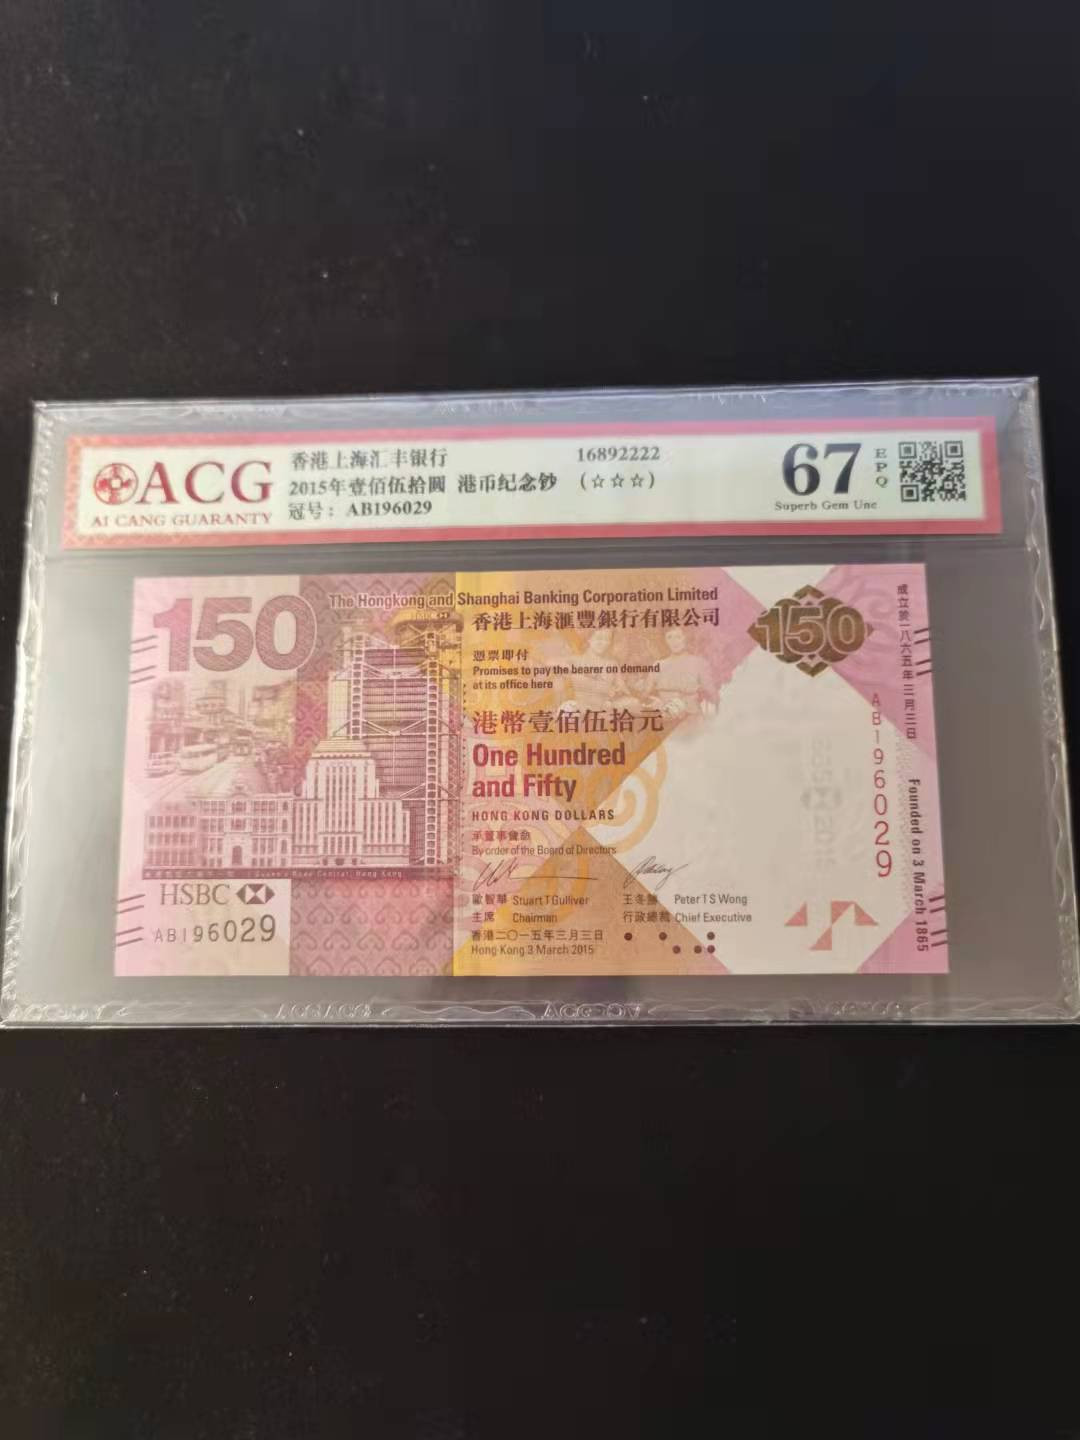 ACG
AI CANG GUARANTY
香港上海汇丰银行
2015年壹佰伍拾圆 港币纪念钞
冠号：AB196029
16892222
(☆☆☆)
67
EPQ
Superb Gem Unc
150
The Hongkong and Shanghai Banking Corporation Limited
香港上海滙豐銀行有限公司
憑票即付
Promises to pay the bearer on demand
at its office here
港幣壹佰伍拾元
One Hundred
and Fifty
HONG KONG DOLLARS
承董事會命
By order of the Board of Directors
歐智華 Stuart T Gulliver
主席 Chairman
王冬勝 Peter T S Wong
行政總裁 Chief Executive
香港二〇一五年三月三日
Hong Kong 3 March 2015
Queen's Road Central, Hong Kong
HSBC
AB196029
150
AB196029
成立於一八六五年三月三日
Founded on 3 March 1865
ACGACG